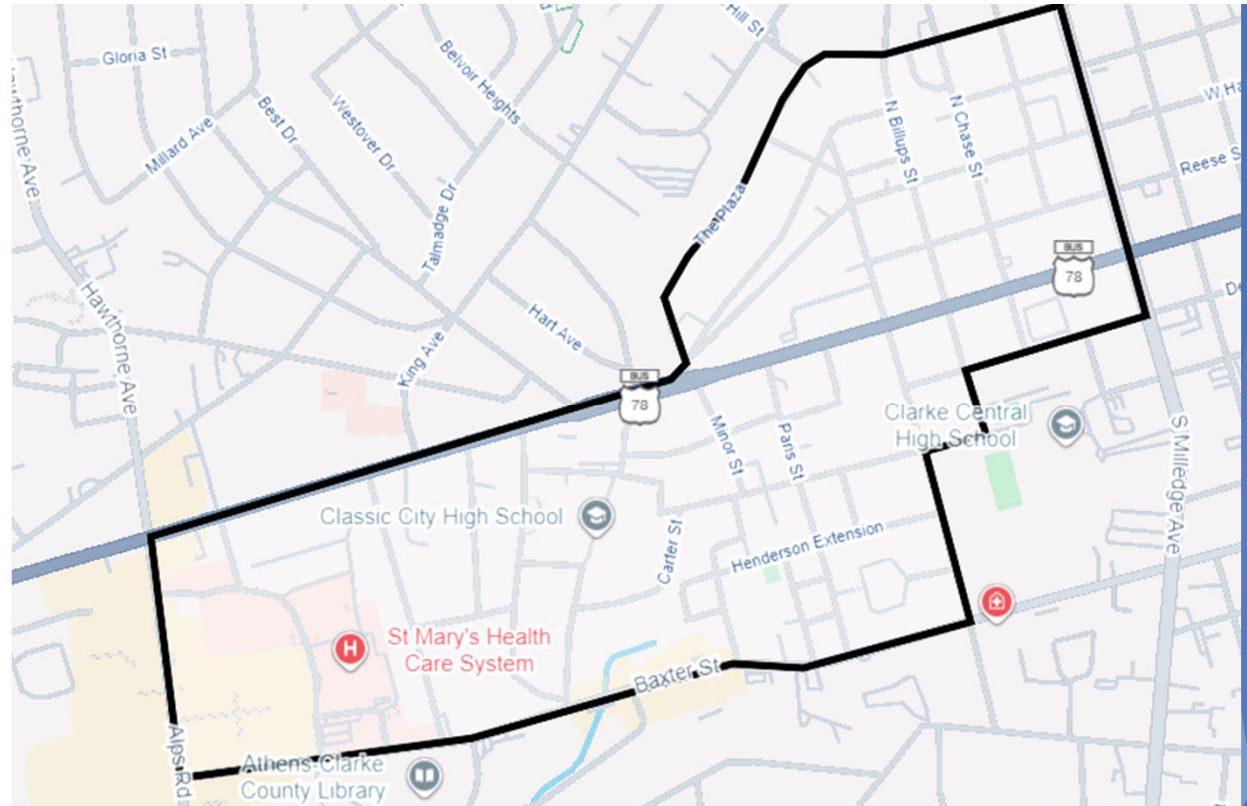 Gloria St
Hawthorne Ave
Millard Ave
Best Dr
Westover Dr
Belvoir Heights
Talmadge Dr
Hill St
N Billups St
N Chase St
W Ha
Reese S
The Plaza
BUS
78
Hawthorne Ave
Hart Ave
King Ave
BUS
78
De
Clarke Central
High School
Minor St
Paris St
S Milledge Ave
Classic City High School
Carter St
Henderson Extension
H
St Mary's Health
Care System
Baxter St
Alps Rd
Athens-Clarke
County Library